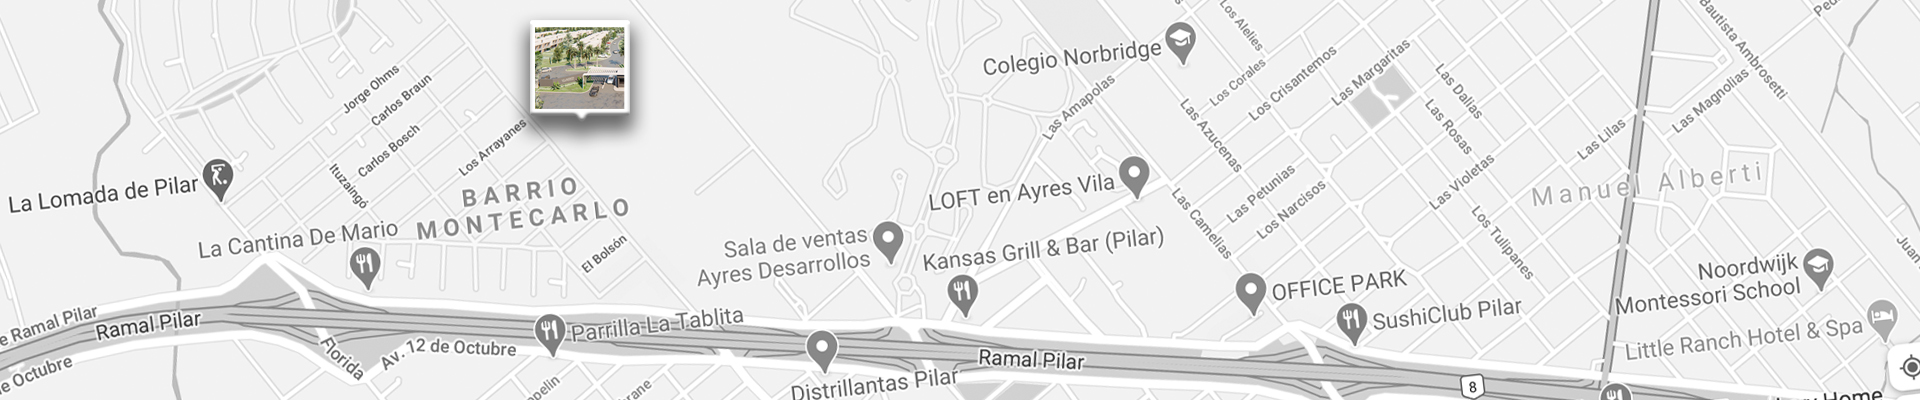 Jorge Ohms
Carlos Braun
Carlos Bosch
Los Arrayanes
Ituzaingó
La Lomada de Pilar
BARRIO
MONTECARLO
La Cantina De Mario
El Bolsón
Sala de ventas
Ayres Desarrollos
Colegio Norbridge
LOFT en Ayres Vila
Kansas Grill & Bar (Pilar)
Los Alelies
Los Corales
Las Amapolas
Los Crisantemos
Las Margaritas
Las Azucenas
Las Dalias
Las Rosas
Las Petunias
Los Narcisos
Las Camelias
Las Violetas
Los Tulipanes
Las Lilas
Las Magnolias
Bautista Ambrosetti
Manuel Alberti
OFFICE PARK
SushiClub Pilar
Noordwijk
Montessori School
Little Ranch Hotel & Spa
e Ramal Pilar
Ramal Pilar
e Octubre
Florida
Av. 12 de Octubre
Parrilla La Tablita
Distrillantas Pilar
Ramal Pilar
8
Home